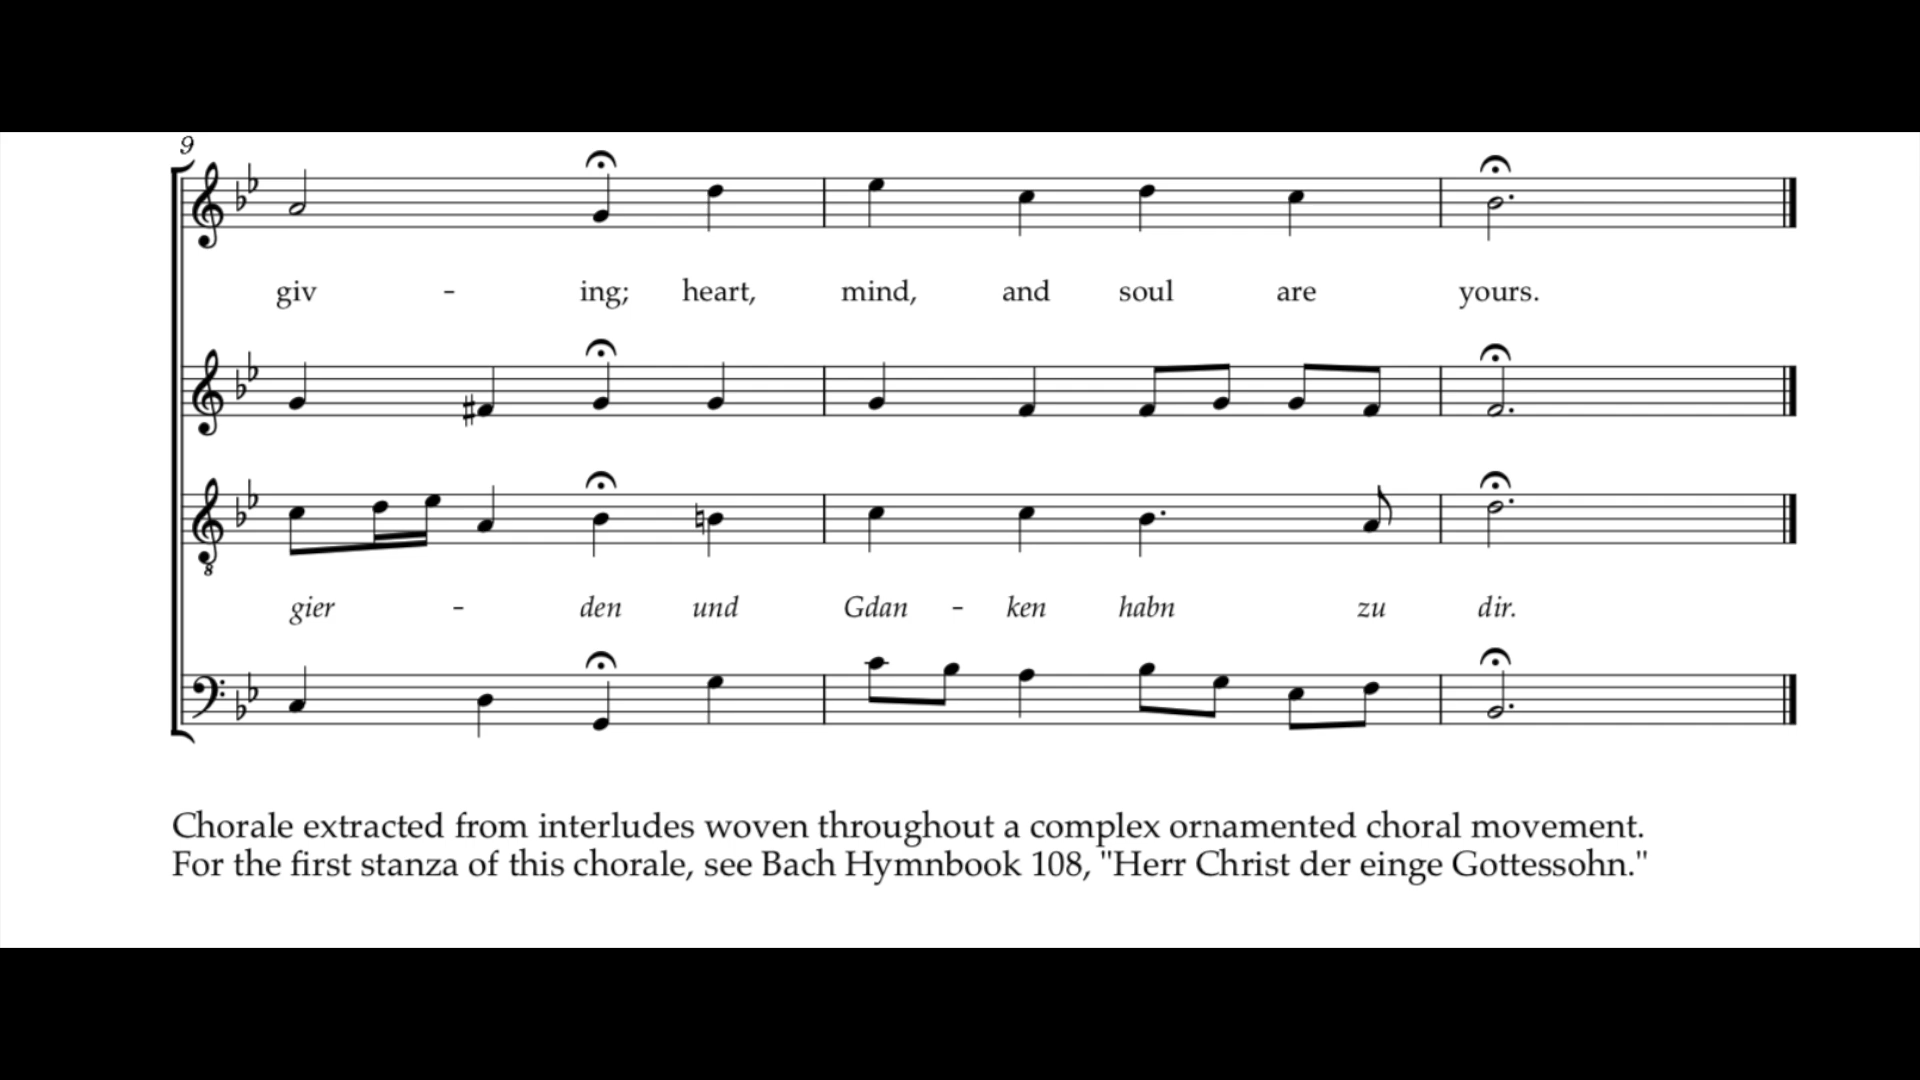 9
giv - ing; heart, mind, and soul are yours.
8
gier - den und Gdan - ken habn zu dir.
Chorale extracted from interludes woven throughout a complex ornamented choral movement.
For the first stanza of this chorale, see Bach Hymnbook 108, "Herr Christ der einge Gottessohn."